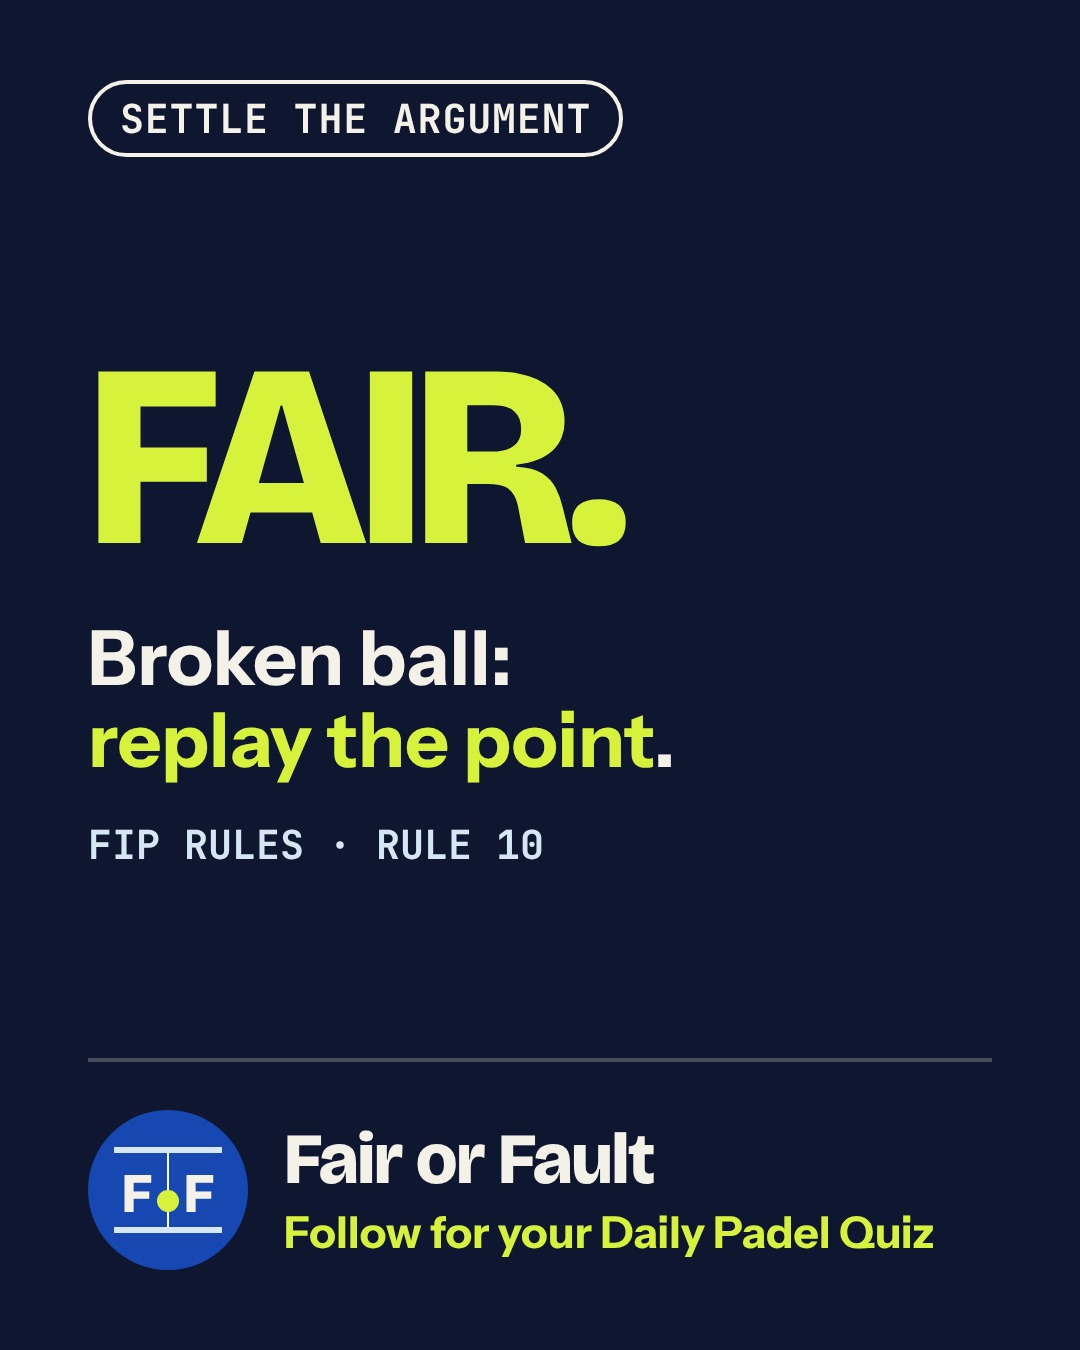 SETTLE THE ARGUMENT
FAIR.
Broken ball:
replay the point.
FIP RULES · RULE 10
F F
Fair or Fault
Follow for your Daily Padel Quiz